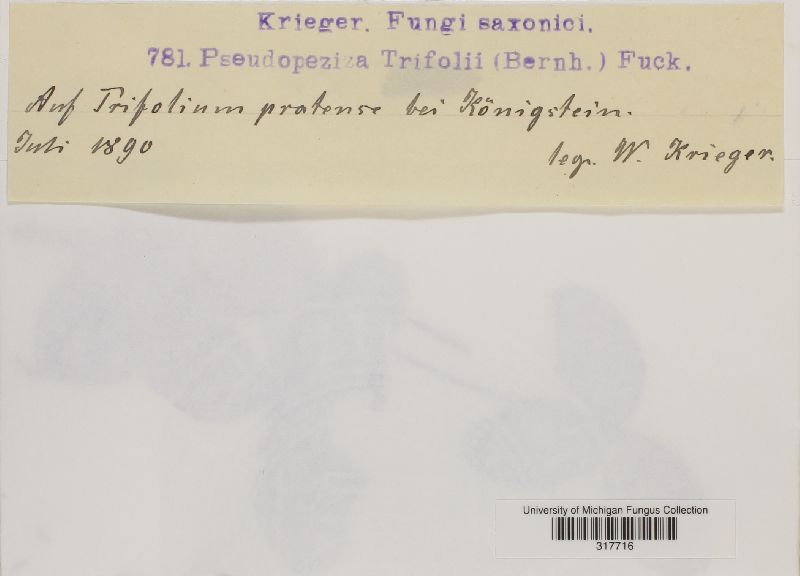 Krieger. Fungi saxonici.
781. Pseudopeziza Trifolii (Bernh.) Fuck.
Auf Trifolium pratense bei Königstein.
Juli 1890
leg. W. Krieger.
University of Michigan Fungus Collection
317716